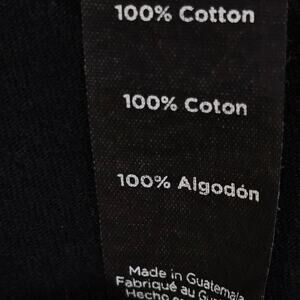 100% Cotton
100% Coton
100% Algodón
Made in Guatemala
Fabriqué au
Hecho